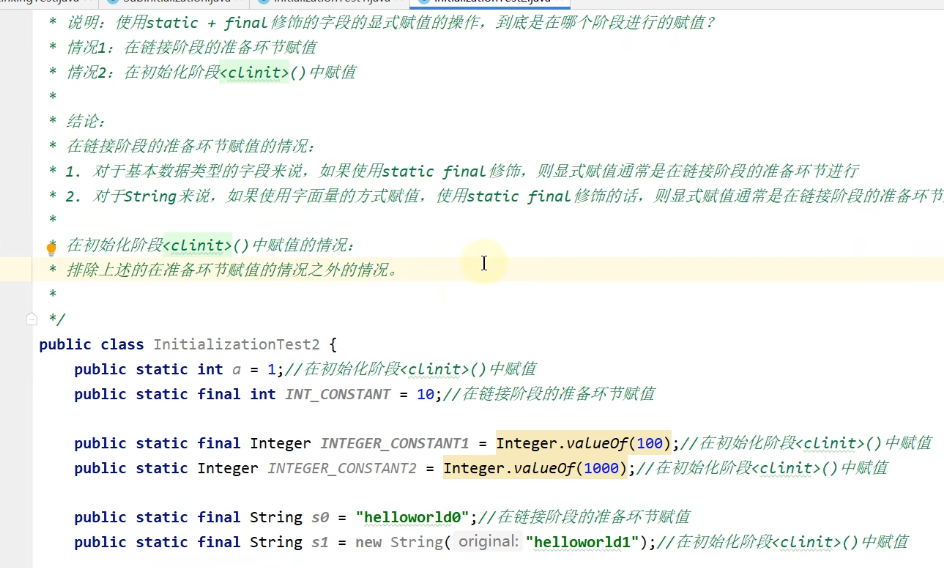 * 说明：使用static + final修饰的字段的显式赋值的操作，到底是在哪个阶段进行的赋值？
* 情况1：在链接阶段的准备环节赋值
* 情况2：在初始化阶段<clinit>()中赋值
*
* 结论：
* 在链接阶段的准备环节赋值的情况：
* 1. 对于基本数据类型的字段来说，如果使用static final修饰，则显式赋值通常是在链接阶段的准备环节进行
* 2. 对于String来说，如果使用字面量的方式赋值，使用static final修饰的话，则显式赋值通常是在链接阶段的准备环节
*
* 在初始化阶段<clinit>()中赋值的情况：
* 排除上述的在准备环节赋值的情况之外的情况。
*
*/
public class InitializationTest2 {
public static int a = 1;//在初始化阶段<clinit>()中赋值
public static final int INT_CONSTANT = 10;//在链接阶段的准备环节赋值
public static final Integer INTEGER_CONSTANT1 = Integer.valueOf(100);//在初始化阶段<clinit>()中赋值
public static Integer INTEGER_CONSTANT2 = Integer.valueOf(1000);//在初始化阶段<clinit>()中赋值
public static final String s0 = "helloworld0";//在链接阶段的准备环节赋值
public static final String s1 = new String( original: "helloworld1");//在初始化阶段<clinit>()中赋值